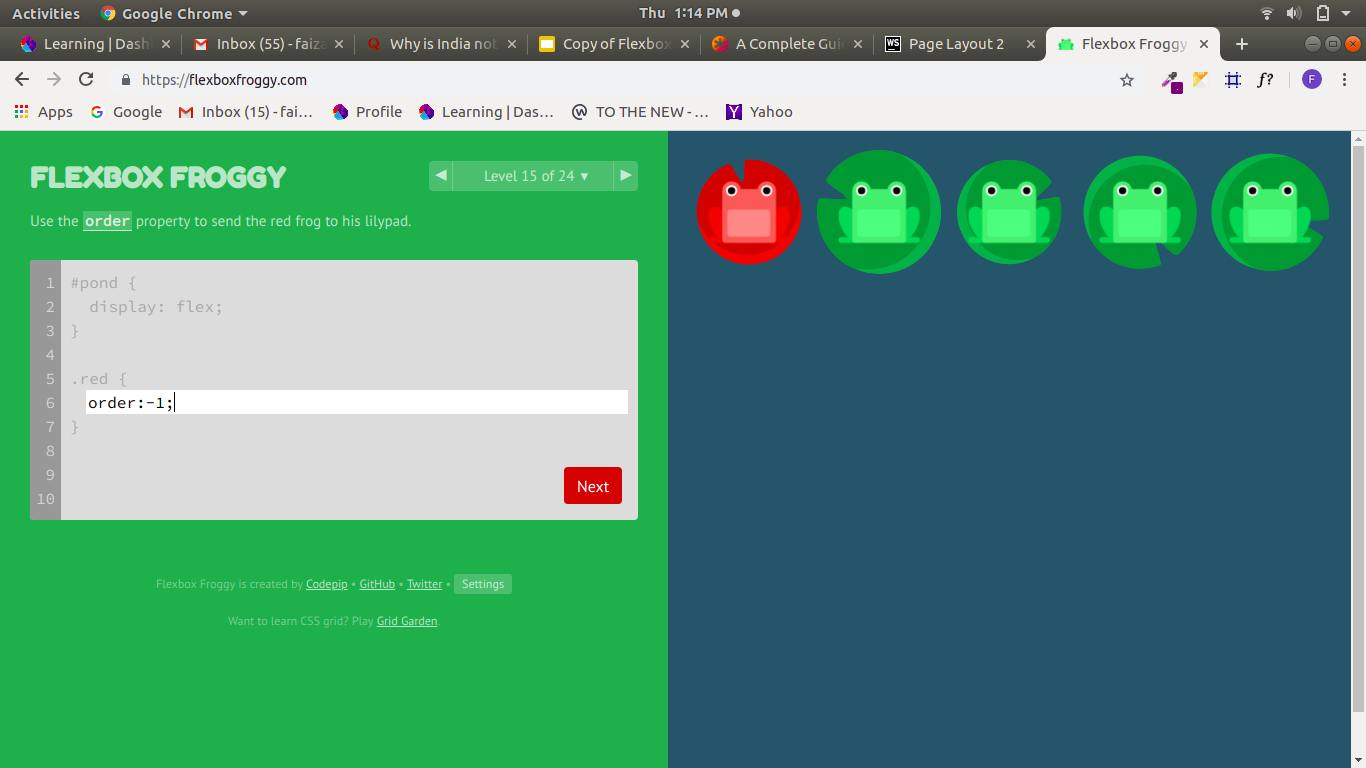 Activities Google Chrome Thu 1:14 PM
Learning | Dash Inbox (55) - faiza Why is India not Copy of Flexbox A Complete Guid WS Page Layout 2 Flexbox Froggy
https://flexboxfroggy.com f? F
Apps Google Inbox (15) - fai… Profile Learning | Das… TO THE NEW - … Yahoo
FLEXBOX FROGGY Level 15 of 24
Use the order property to send the red frog to his lilypad.
1 #pond {
2 display: flex;
3 }
4
5 .red {
6 order:-1;
7 }
8
9
10
Next
Flexbox Froggy is created by Codepip • GitHub • Twitter • Settings
Want to learn CSS grid? Play Grid Garden.